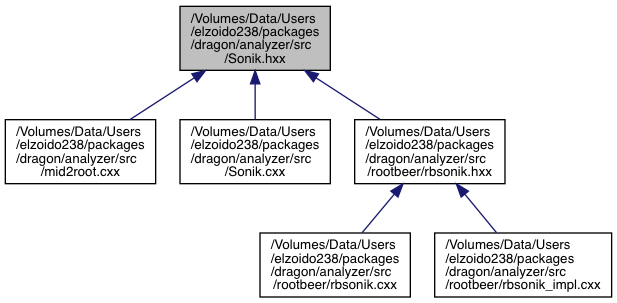 /Volumes/Data/Users
/elzoido238/packages
/dragon/analyzer/src
/Sonik.hxx
/Volumes/Data/Users
/elzoido238/packages
/dragon/analyzer/src
/mid2root.cxx
/Volumes/Data/Users
/elzoido238/packages
/dragon/analyzer/src
/Sonik.cxx
/Volumes/Data/Users
/elzoido238/packages
/dragon/analyzer/src
/rootbeer/rbsonik.hxx
/Volumes/Data/Users
/elzoido238/packages
/dragon/analyzer/src
/rootbeer/rbsonik.cxx
/Volumes/Data/Users
/elzoido238/packages
/dragon/analyzer/src
/rootbeer/rbsonik_impl.cxx